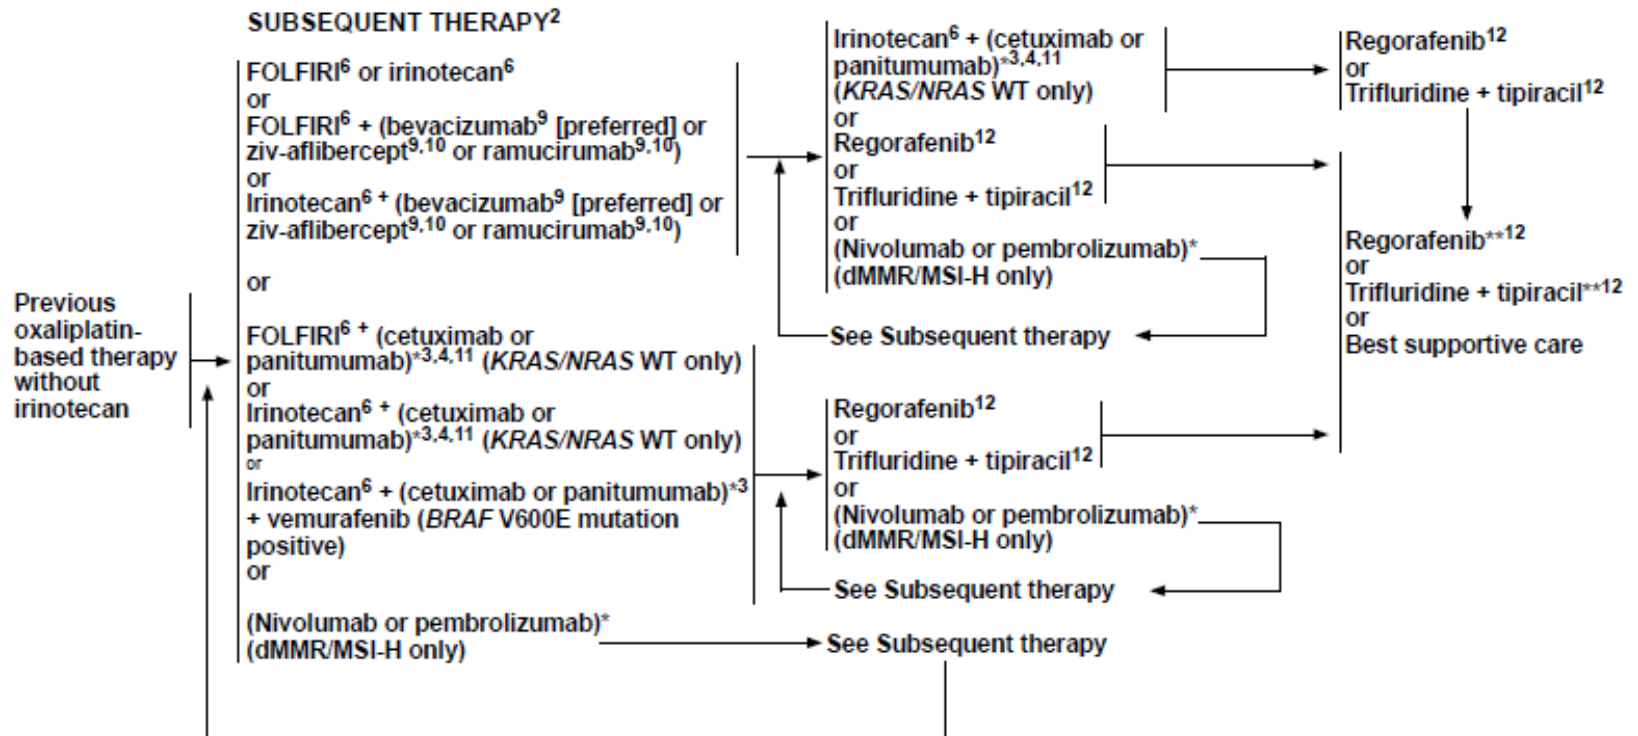 SUBSEQUENT THERAPY2
Previous
oxaliplatin-
based therapy
without
irinotecan
FOLFIRI6 or irinotecan6
or
FOLFIRI6 + (bevacizumab9 [preferred] or
ziv-aflibercept9,10 or ramucirumab9,10)
or
Irinotecan6 + (bevacizumab9 [preferred] or
ziv-aflibercept9,10 or ramucirumab9,10)
or
FOLFIRI6 + (cetuximab or
panitumumab)*3,4,11 (KRAS/NRAS WT only)
or
Irinotecan6 + (cetuximab or
panitumumab)*3,4,11 (KRAS/NRAS WT only)
or
Irinotecan6 + (cetuximab or panitumumab)*3
+ vemurafenib (BRAF V600E mutation
positive)
or
(Nivolumab or pembrolizumab)*
(dMMR/MSI-H only)
Irinotecan6 + (cetuximab or
panitumumab)*3,4,11
(KRAS/NRAS WT only)
or
Regorafenib12
or
Trifluridine + tipiracil12
or
(Nivolumab or pembrolizumab)*
(dMMR/MSI-H only)
See Subsequent therapy
Regorafenib12
or
Trifluridine + tipiracil12
or
(Nivolumab or pembrolizumab)*
(dMMR/MSI-H only)
See Subsequent therapy
See Subsequent therapy
Regorafenib12
or
Trifluridine + tipiracil12
Regorafenib**12
or
Trifluridine + tipiracil**12
or
Best supportive care